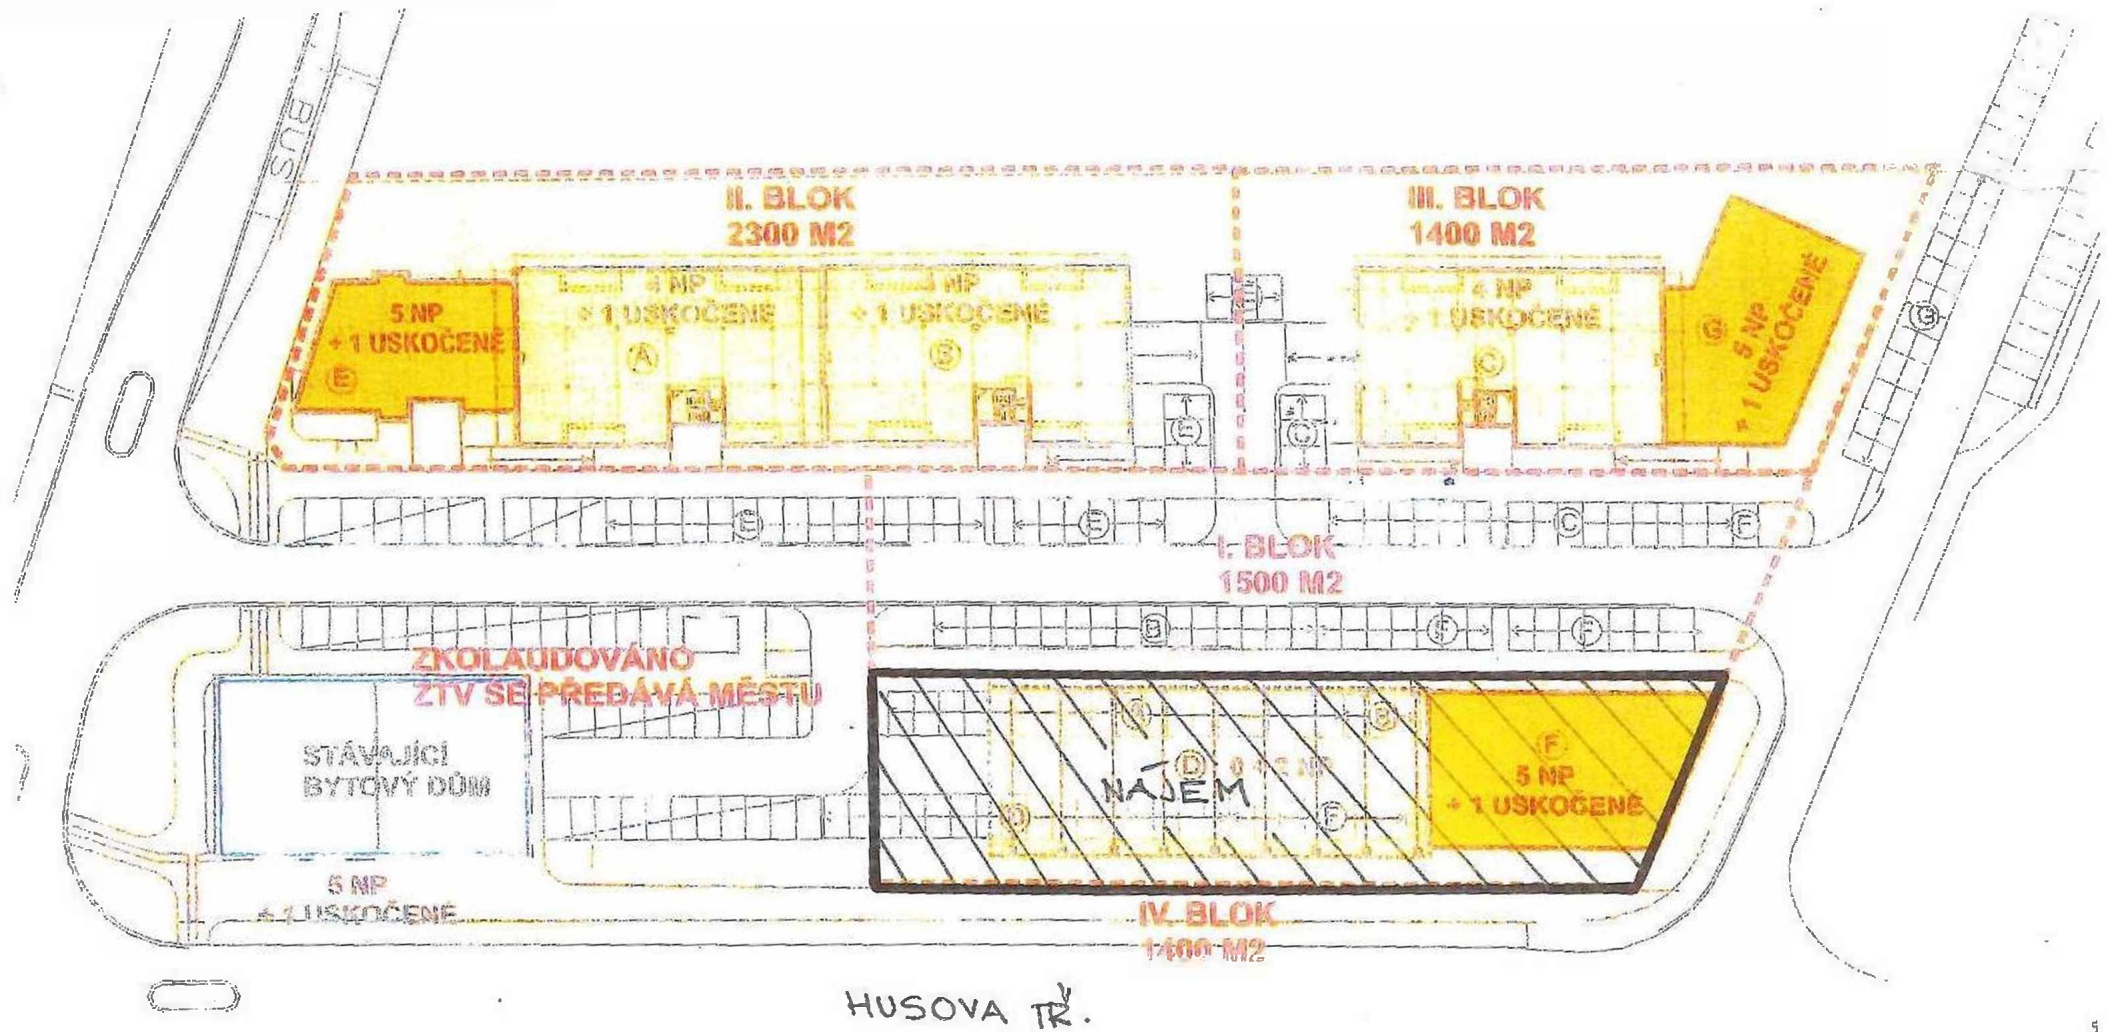 BUS
II. BLOK
2300 M2
III. BLOK
1400 M2
5 NP
+ 1 USKOČENÉ
E
4 NP
+ 1 USKOČENÉ
A
NP
+ 1 USKOČENÉ
B
4 NP
+ 1 USKOČENÉ
C
G
5 NP
+ 1 USKOČENÉ
G
E
C
E
E
C
F
I. BLOK
1500 M2
B
F
ZKOLAUDOVÁNO
ZTV SE PŘEDÁVÁ MĚSTU
STÁVAJÍCÍ
BYTOVÝ DŮM
5 NP
+ 1 USKOČENÉ
B
D
NÁJEM
D
F
F
5 NP
+ 1 USKOČENÉ
IV. BLOK
1400 M2
HUSOVA TŘ.